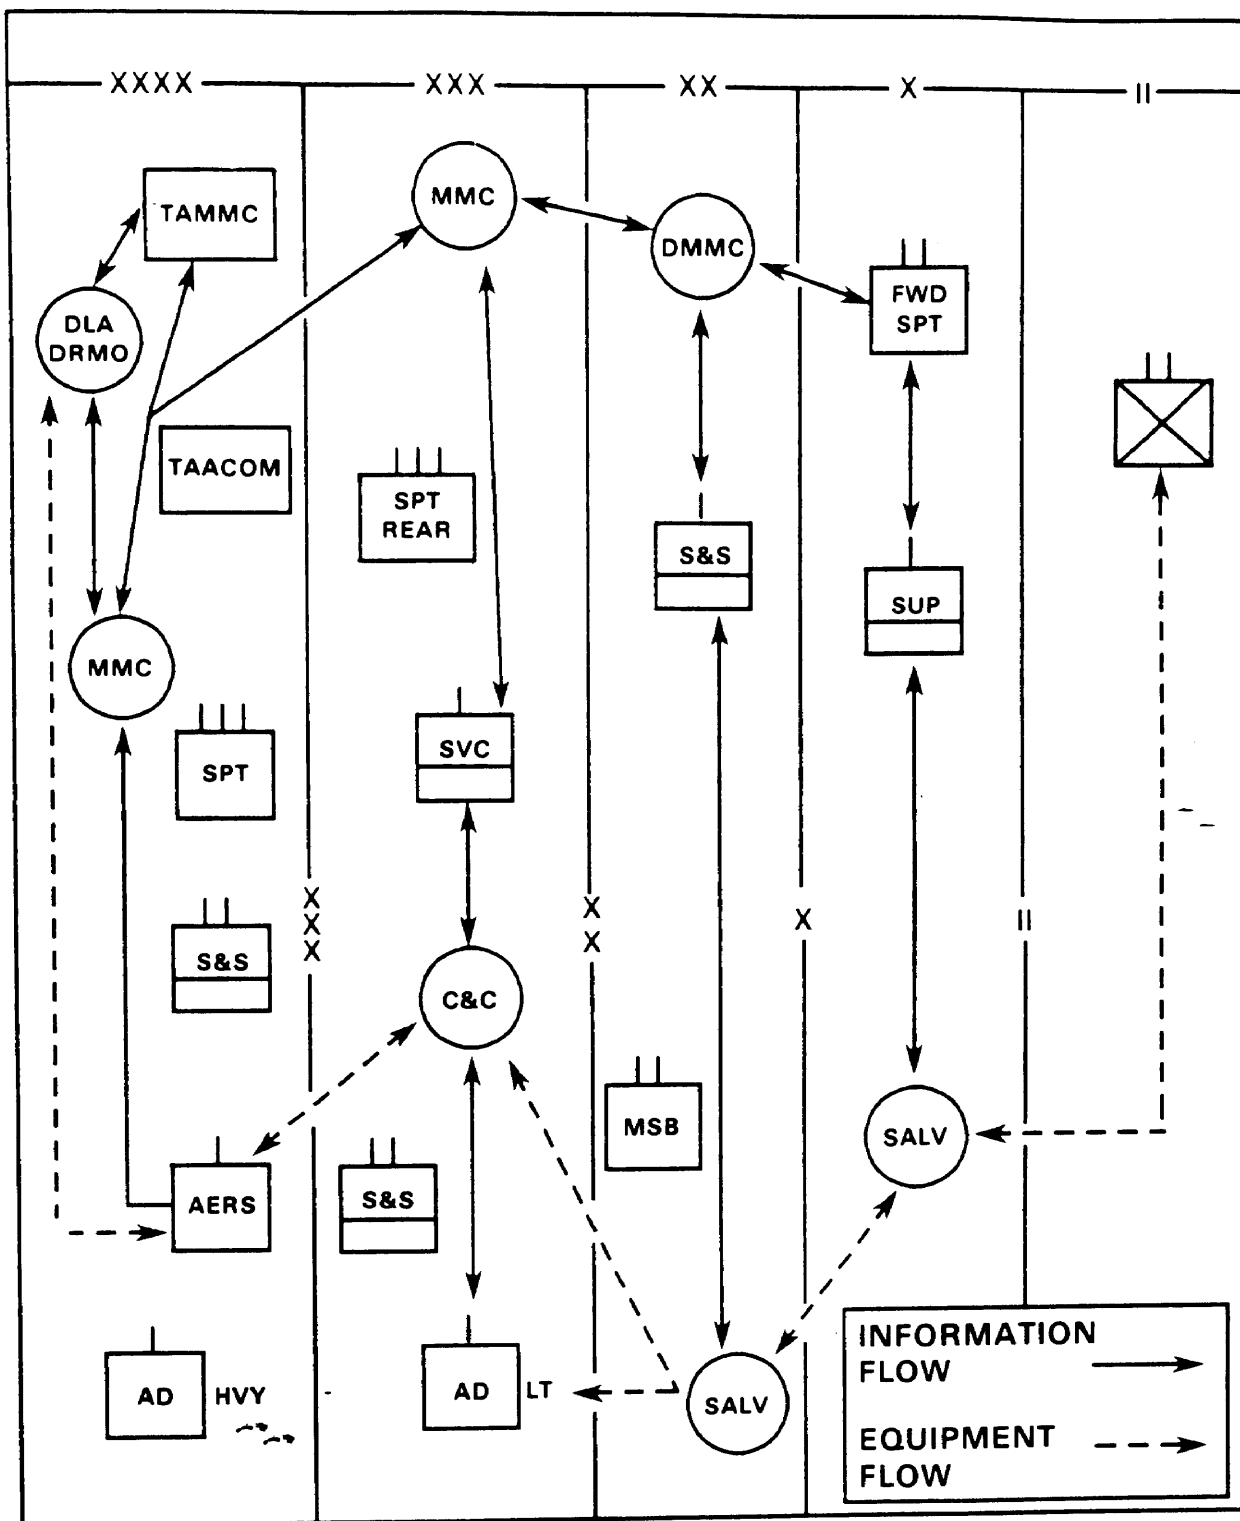 XXXX
XXX
XX
X
II
TAMMC
MMC
DMMC
FWD
SPT
DLA
DRMO
TAACOM
SPT
REAR
S&S
SUP
MMC
SPT
SVC
X
X
X
X
X
X
II
S&S
C&C
MSB
SALV
AERS
S&S
AD HVY
AD LT
SALV
INFORMATION
FLOW
EQUIPMENT
FLOW